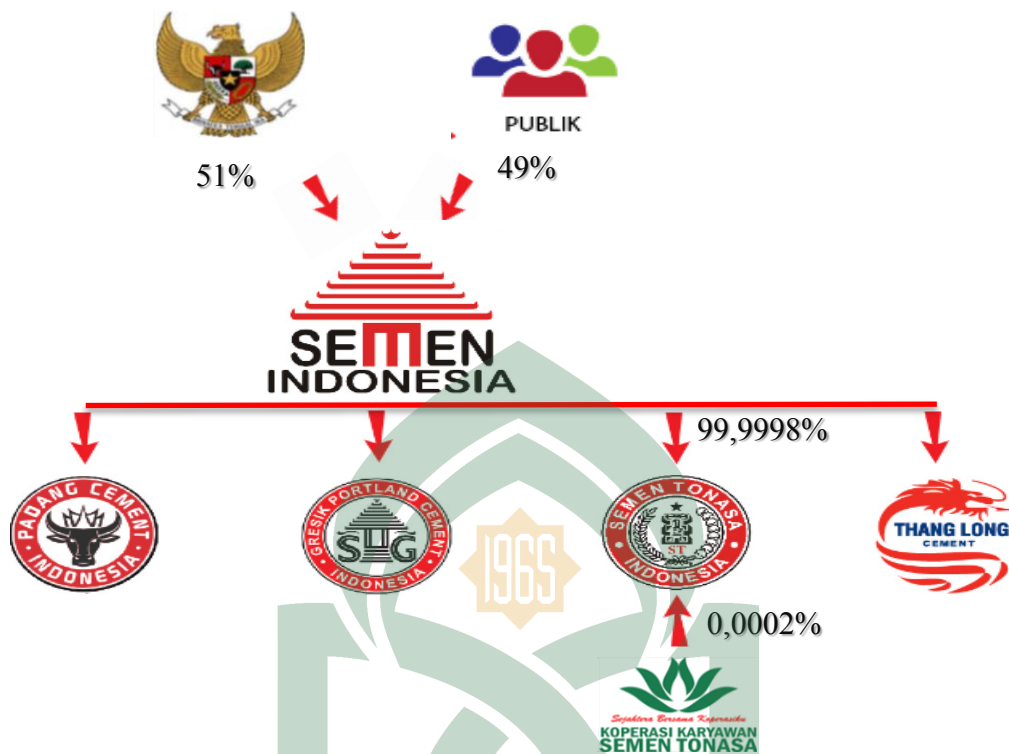 PUBLIK
51%
49%
SEMEN
INDONESIA
99,9998%
PADANG CEMENT
INDONESIA
GRESIK PORTLAND CEMENT
SG
INDONESIA
SEMEN TONASA
ST
INDONESIA
THANG LONG
CEMENT
1965
0,0002%
Sejahtera Bersama Koperasiku
KOPERASI KARYAWAN
SEMEN TONASA